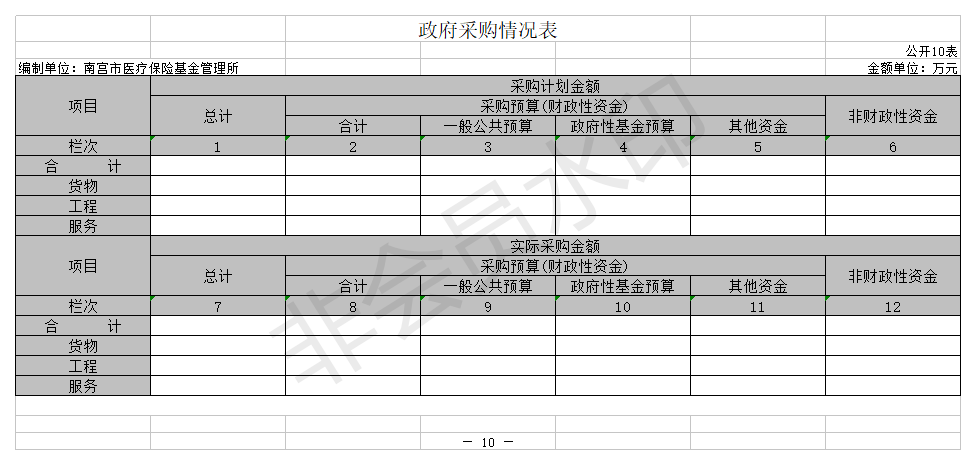 政府采购情况表
公开10表
编制单位：南宫市医疗保险基金管理所 金额单位：万元
项目 采购计划金额
总计 采购预算(财政性资金) 非财政性资金
合计 一般公共预算 政府性基金预算 其他资金
栏次 1 2 3 4 5 6
合 计
货物
工程
服务
项目 实际采购金额
总计 采购预算(财政性资金) 非财政性资金
合计 一般公共预算 政府性基金预算 其他资金
栏次 7 8 9 10 11 12
合 计
货物
工程
服务
— 10 —
非会员水印